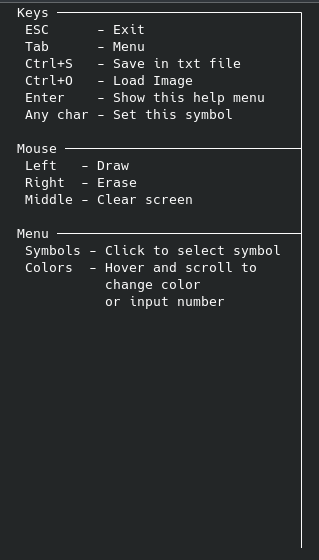 Keys
ESC – Exit
Tab – Menu
Ctrl+S – Save in txt file
Ctrl+O – Load Image
Enter – Show this help menu
Any char – Set this symbol
Mouse
Left – Draw
Right – Erase
Middle – Clear screen
Menu
Symbols – Click to select symbol
Colors – Hover and scroll to
change color
or input number